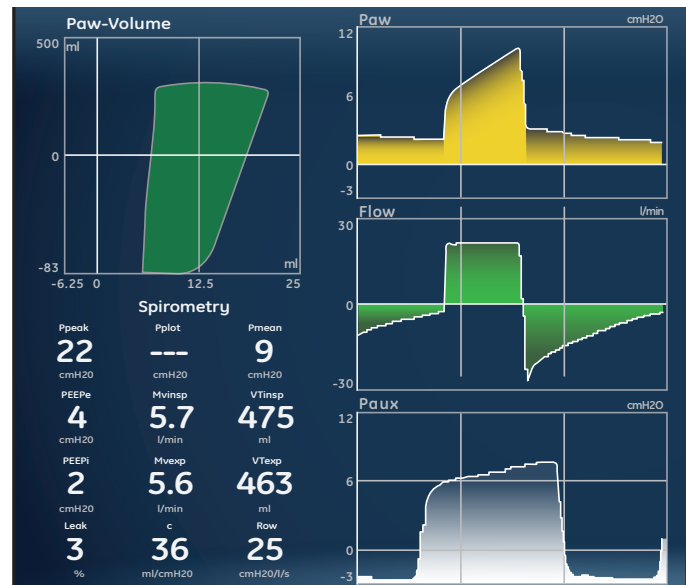 Paw-Volume
500
ml
0
-83
ml
-6.25 0 12.5 25
Spirometry
Ppeak Pplot Pmean
22 --- 9
cmH20 cmH20 cmH20
PEEPe Mvinsp VTinsp
4 5.7 475
cmH20 l/min ml
PEEPi Mvexp VTexp
2 5.6 463
cmH20 l/min ml
Leak c Row
3 36 25
% ml/cmH20 cmH20/l/s
Paw cmH2O
12
6
0
-3
Flow l/min
30
0
-30
Paux cmH2O
12
6
0
-3